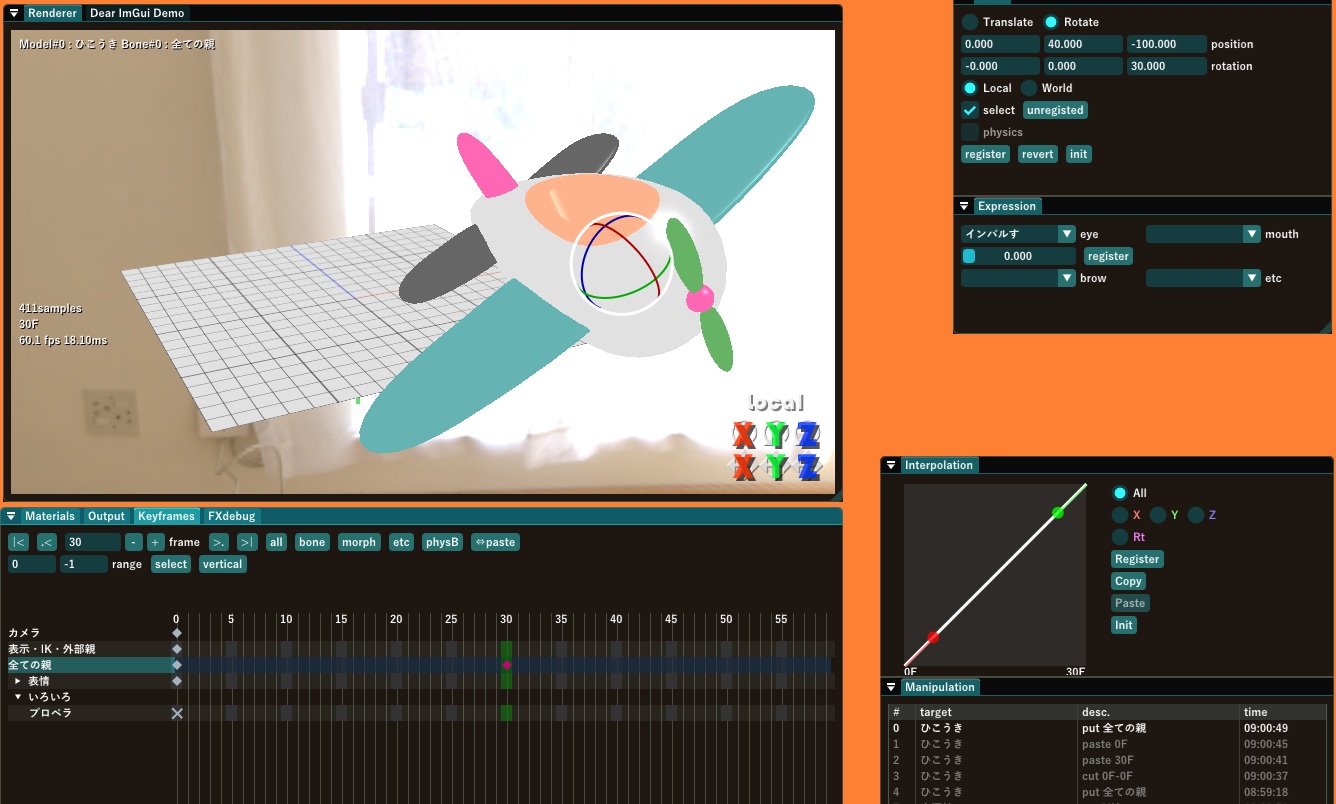 Renderer Dear ImGui Demo
Model#0 : ひこうき Bone#0 : 全ての親
411samples
30F
60.1 fps 18.10ms
local
X Y Z
X Y Z
Translate Rotate
0.000 40.000 -100.000 position
-0.000 0.000 30.000 rotation
Local World
select unregisted
physics
register revert init
Expression
インバルす eye mouth
0.000 register
brow etc
Materials Output Keyframes FXdebug
|< .< 30 - + frame >. >| all bone morph etc physB ⇔paste
0 -1 range select vertical
0 5 10 15 20 25 30 35 40 45 50 55
カメラ
表示・IK・外部親
全ての親
表情
いろいろ
プロペラ
Interpolation
All
X Y Z
Rt
Register
Copy
Paste
Init
0F 30F
Manipulation
# target desc. time
0 ひこうき put 全ての親 09:00:49
1 ひこうき paste 0F 09:00:45
2 ひこうき paste 30F 09:00:41
3 ひこうき cut 0F-0F 09:00:37
4 ひこうき put 全ての親 08:59:18